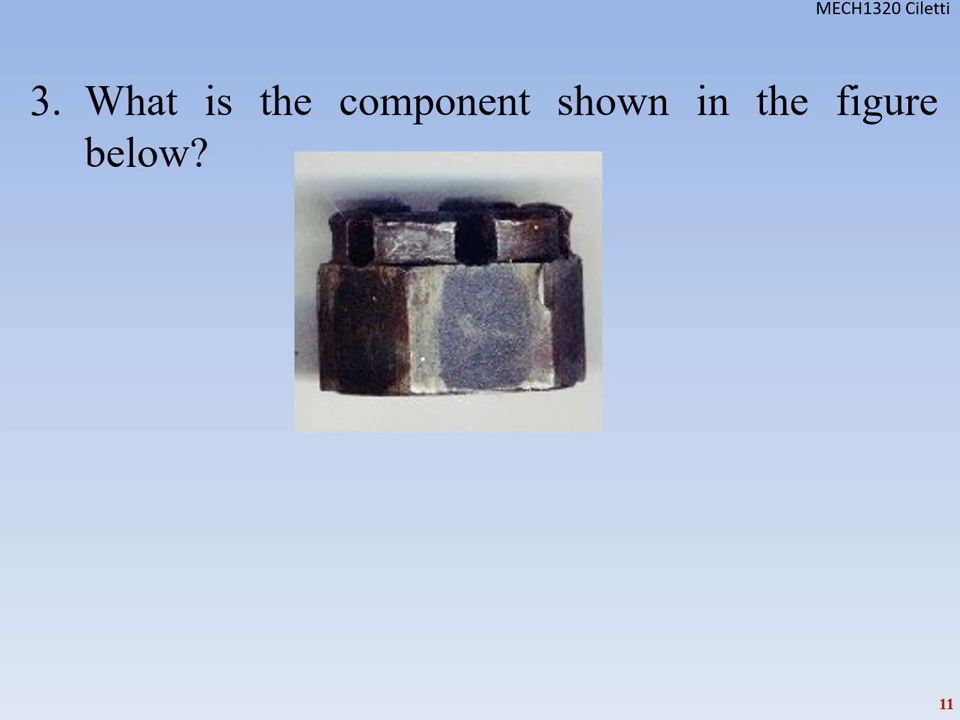 MECH1320 Ciletti
3. What is the component shown in the figure
below?
11